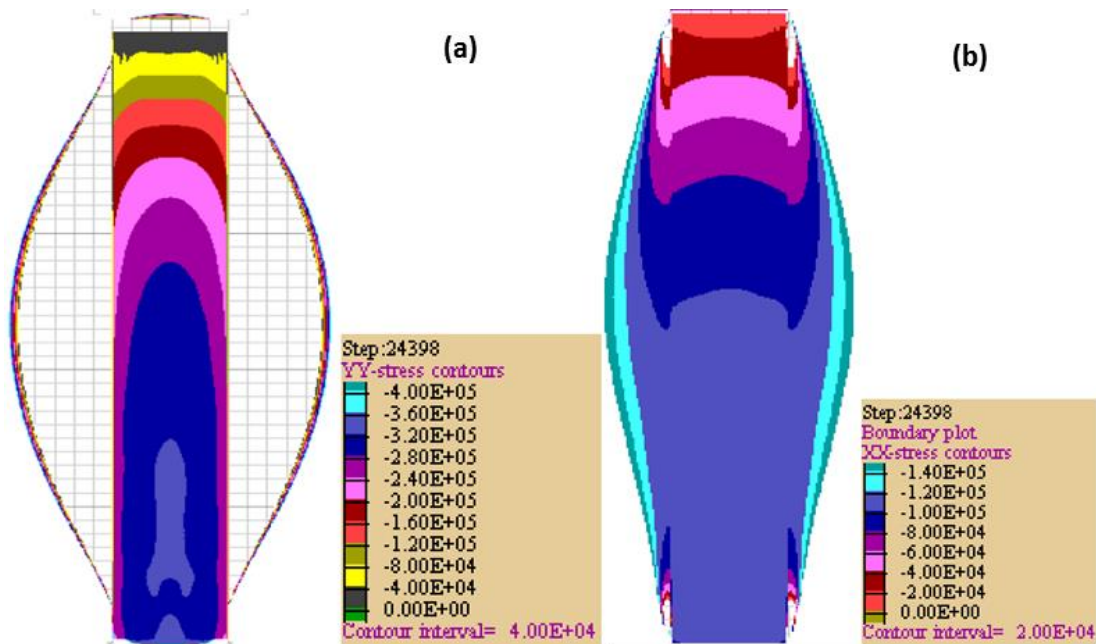 (a)
(b)
Step:24398
YY-stress contours
-4.00E+05
-3.60E+05
-3.20E+05
-2.80E+05
-2.40E+05
-2.00E+05
-1.60E+05
-1.20E+05
-8.00E+04
-4.00E+04
0.00E+00
Contour interval= 4.00E+04
Step:24398
Boundary plot
XX-stress contours
-1.40E+05
-1.20E+05
-1.00E+05
-8.00E+04
-6.00E+04
-4.00E+04
-2.00E+04
0.00E+00
Contour interval= 2.00E+04